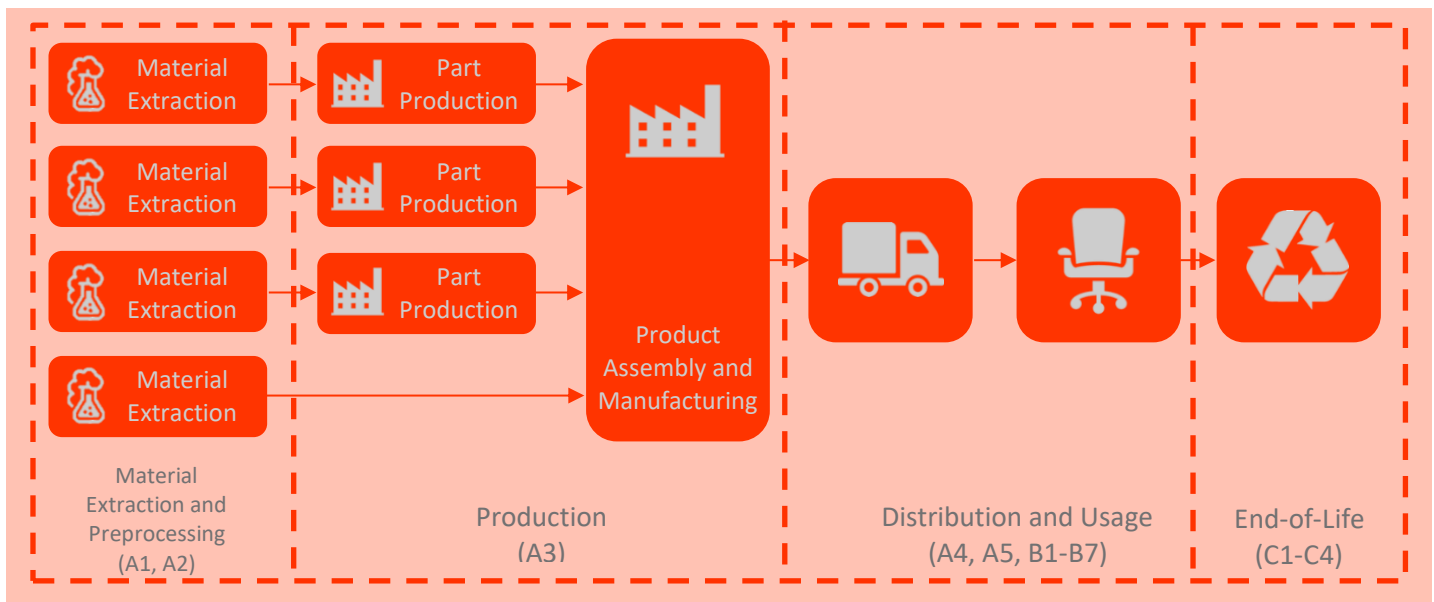 Material
Extraction
Part
Production
Material
Extraction
Part
Production
Material
Extraction
Part
Production
Material
Extraction
Product
Assembly and
Manufacturing
Material
Extraction and
Preprocessing
(A1, A2)
Production
(A3)
Distribution and Usage
(A4, A5, B1-B7)
End-of-Life
(C1-C4)